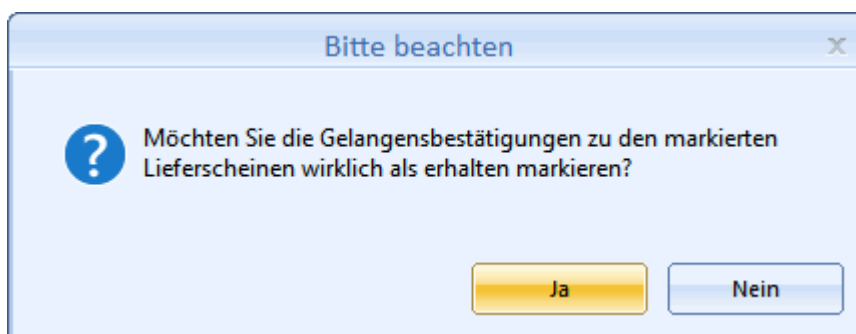 Bitte beachten
Möchten Sie die Gelangensbestätigungen zu den markierten
Lieferscheinen wirklich als erhalten markieren?
Ja
Nein